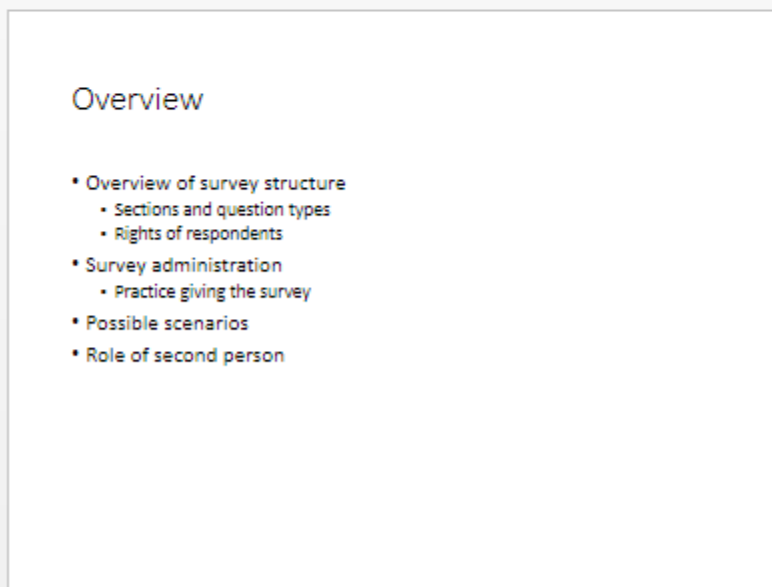 Overview
• Overview of survey structure
▪ Sections and question types
▪ Rights of respondents
• Survey administration
▪ Practice giving the survey
• Possible scenarios
• Role of second person